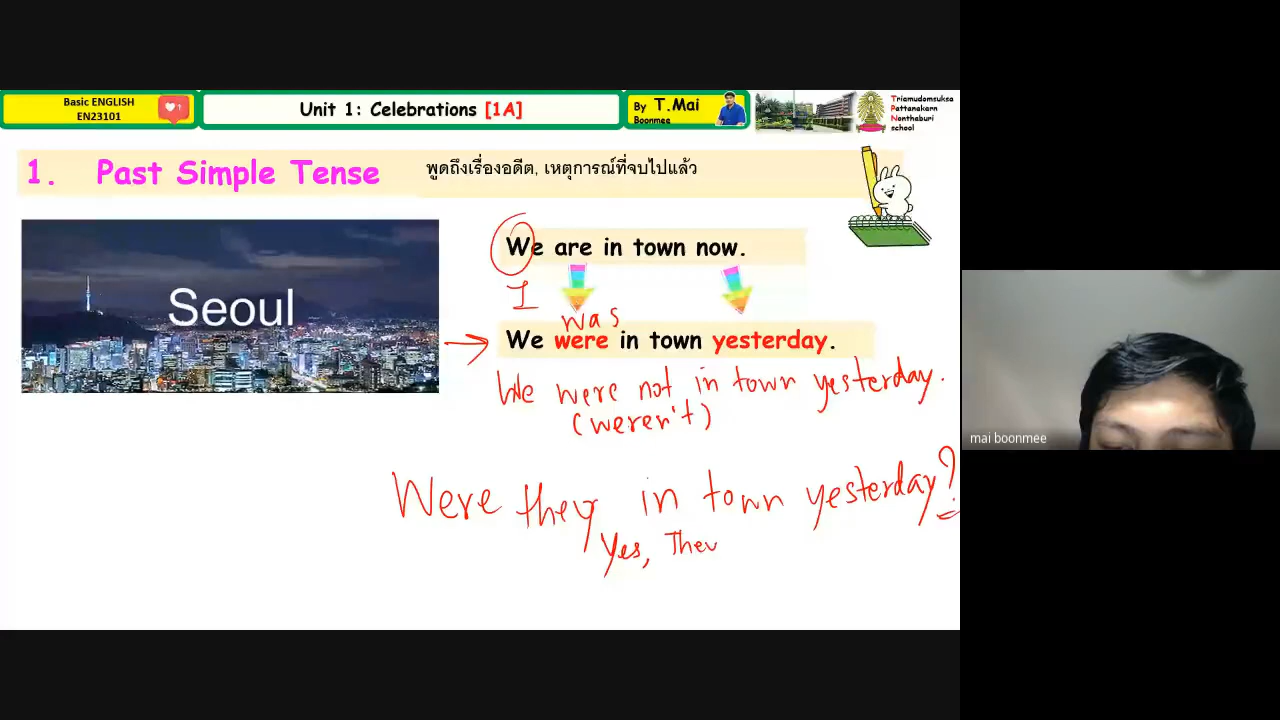 Basic ENGLISH
EN23101
1
Unit 1: Celebrations [1A]
By T.Mai
Boonmee
Triamudomsuksa
Pattanakarn
Nonthaburi
school
1. Past Simple Tense
พูดถึงเรื่องอดีต, เหตุการณ์ที่จบไปแล้ว
Seoul
We are in town now.
I
was
We were in town yesterday.
We were not in town yesterday.
(weren't)
Were they in town yesterday?
Yes, They
mai boonmee